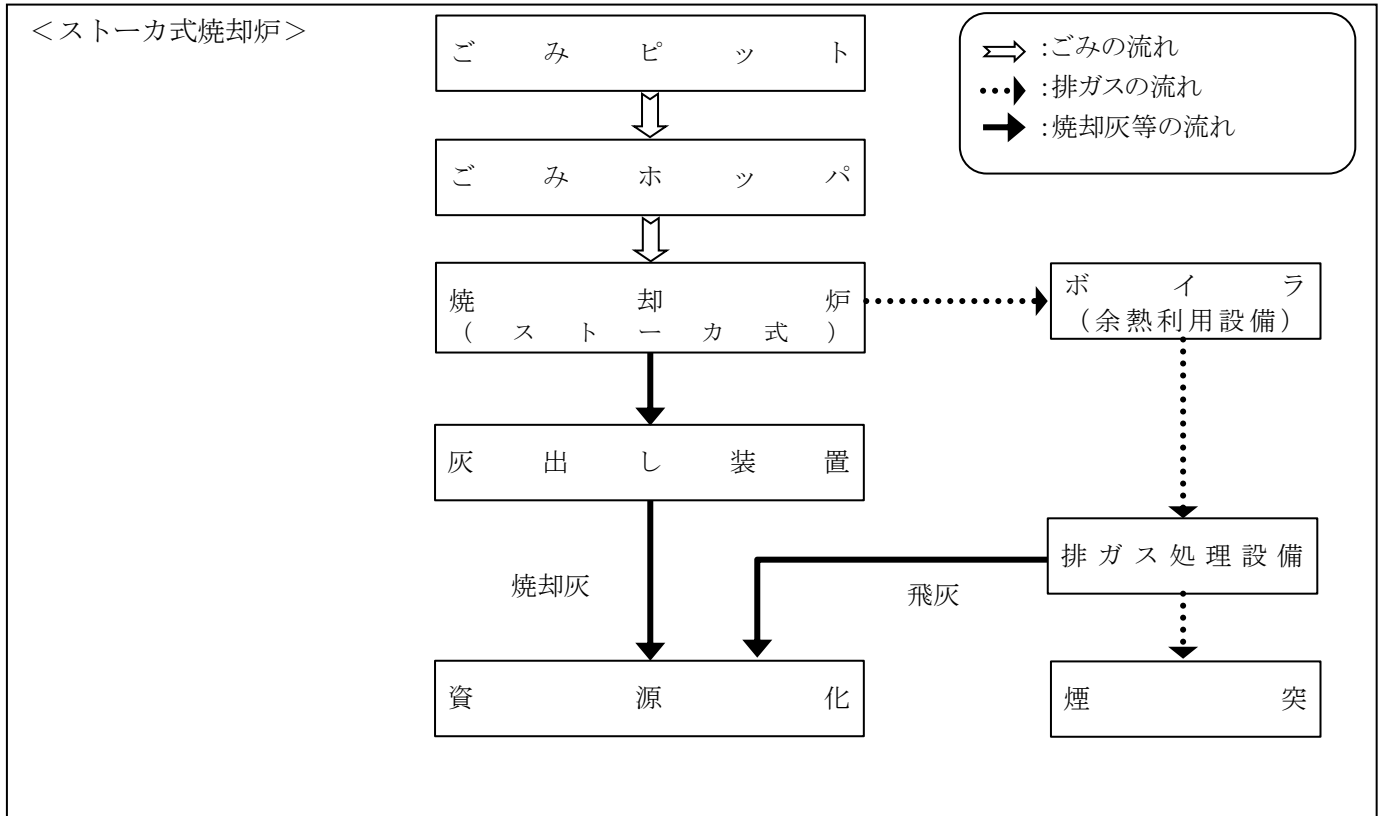 ＜ストーカ式焼却炉＞
ごみピット
:ごみの流れ
:排ガスの流れ
:焼却灰等の流れ
ごみホッパ
焼却炉
（ストーカ式）
ボイラ
（余熱利用設備）
灰出し装置
排ガス処理設備
焼却灰
飛灰
資源化
煙突